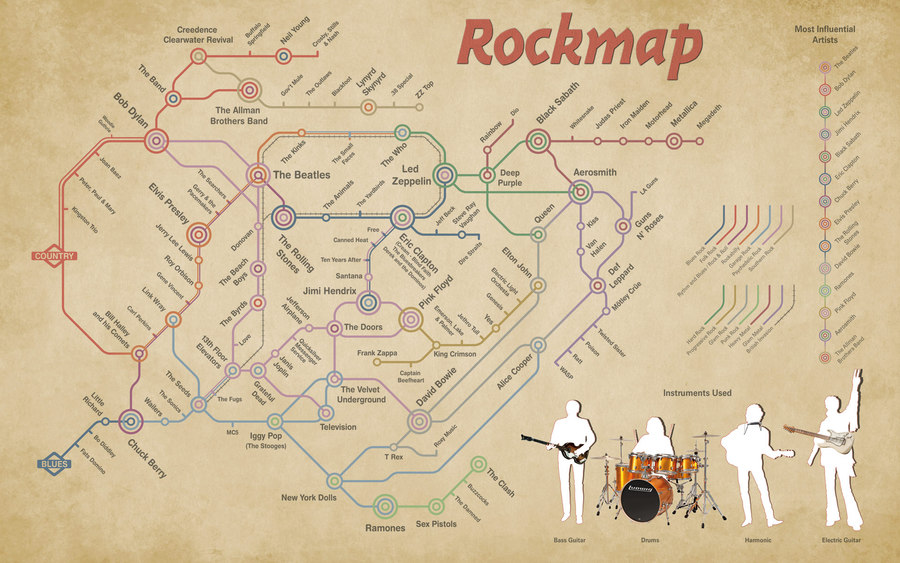 Rockmap
Creedence
Clearwater Revival
Buffalo
Springfield
Neil Young
Crosby, Stills
& Nash
The Band
Bob Dylan
The Allman
Brothers Band
Gov't Mule
The Outlaws
Blackfoot
Lynyrd
Skynyrd
.38 Special
ZZ Top
Woodie
Guthrie
Joan Baez
Peter, Paul & Mary
Kingston Trio
COUNTRY
The Searchers
Gerry & the
Pacemakers
Elvis Presley
Jerry Lee Lewis
Roy Orbison
Gene Vincent
Link Wray
Carl Perkins
Bill Halley
and his Comets
The Beatles
The Kinks
The Small
Faces
The Who
Led
Zeppelin
The Animals
The Yardbirds
The Rolling
Stones
Donovan
The Beach
Boys
The Byrds
Love
13th Floor
Elevators
Free
Canned Heat
Ten Years After
Santana
Jimi Hendrix
Eric Clapton
(Cream - Blind Faith
The Bluesbreakers
Derek and the Dominos)
Jeff Beck
Steve Ray
Vaughan
Dire Straits
Black Sabath
Rainbow
Dio
Whitesnake
Judas Priest
Iron Maiden
Motorhead
Metallica
Megadeth
Deep
Purple
Aerosmith
Queen
Kiss
Van
Halen
LA Guns
Guns
N' Roses
Def
Leppard
Mötley Crüe
Twisted Sister
Poison
Ratt
WASP
Elton John
Electric Light
Orchestra
Genesis
Yes
Jethro Tull
Emerson, Lake
& Palmer
Pink Floyd
King Crimson
Frank Zappa
Captain
Beefheart
Jefferson
Airplane
The Doors
Quicksilver
Messenger
Service
Janis
Joplin
Grateful
Dead
The Velvet
Underground
Television
David Bowie
Alice Cooper
T Rex
Roxy Music
The Seeds
The Sonics
The Fugs
Wailers
MC5
Iggy Pop
(The Stooges)
Little
Richard
Bo Diddley
Fats Domino
BLUES
Chuck Berry
New York Dolls
Ramones
Sex Pistols
The Clash
Buzzcocks
The Damned
Most Influential
Artists
The Beatles
Bob Dylan
Led Zeppelin
Jimi Hendrix
Black Sabath
Eric Clapton
Chuck Berry
Elvis Presley
The Rolling
Stones
David Bowie
Ramones
Pink Floyd
Aerosmith
The Allman
Brothers Band
Blues Rock
Folk Rock
Rythm and Blues - Rock & Roll
Rockabilly
Garage Rock
Psychedelic Rock
Southern Rock
Hard Rock
Progressive Rock
Glam Rock
Punk Rock
Heavy Metal
Glam Metal
British Invasion
Instruments Used
Ludwig
Bass Guitar
Drums
Harmonic
Electric Guitar